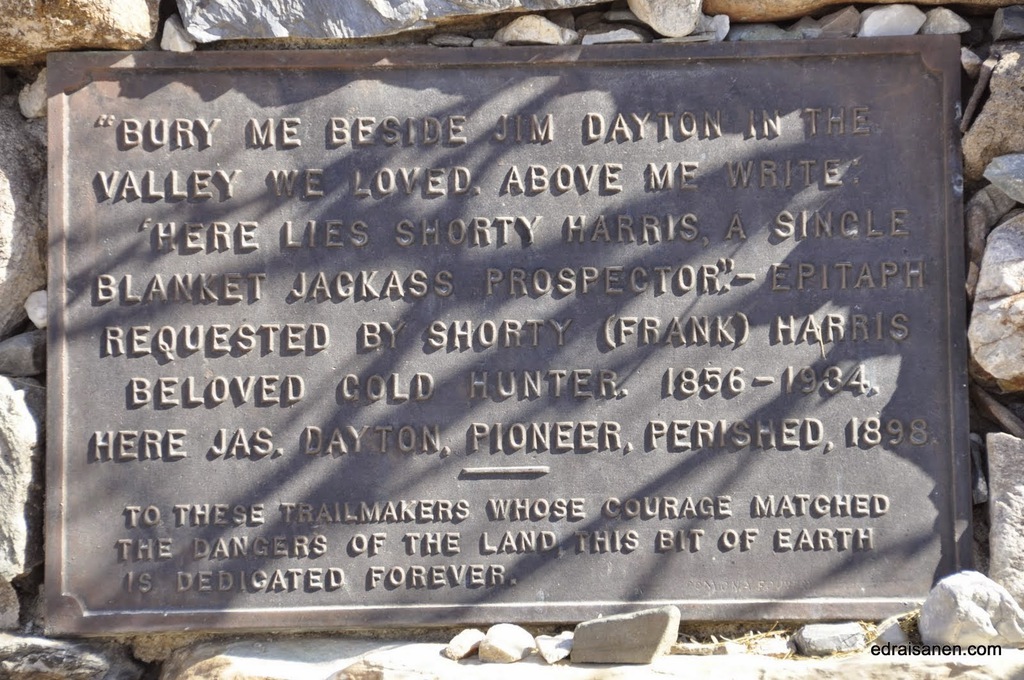 "BURY ME BESIDE JIM DAYTON IN THE
VALLEY WE LOVED. ABOVE ME WRITE:
'HERE LIES SHORTY HARRIS, A SINGLE
BLANKET JACKASS PROSPECTOR'."- EPITAPH
REQUESTED BY SHORTY (FRANK) HARRIS
BELOVED GOLD HUNTER. 1856-1934.
HERE JAS. DAYTON, PIONEER, PERISHED, 1898.
TO THESE TRAILMAKERS WHOSE COURAGE MATCHED
THE DANGERS OF THE LAND, THIS BIT OF EARTH
IS DEDICATED FOREVER.
edraisanen.com